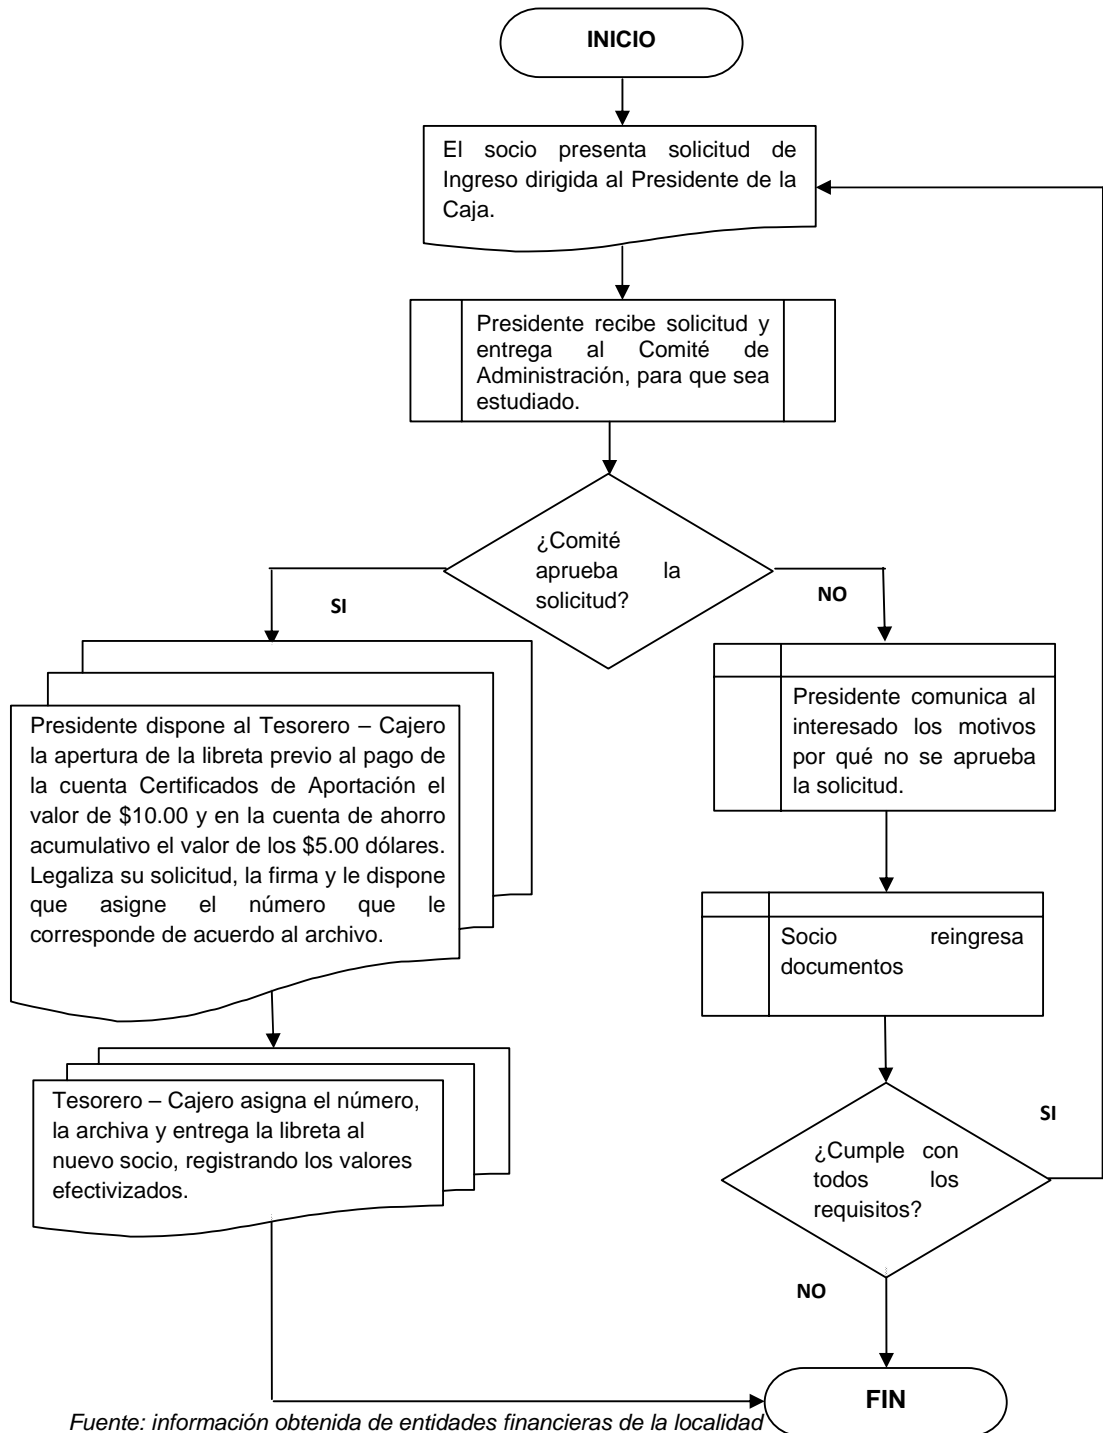 INICIO
El socio presenta solicitud de
Ingreso dirigida al Presidente de la
Caja.
Presidente recibe solicitud y
entrega al Comité de
Administración, para que sea
estudiado.
¿Comité
aprueba la
solicitud?
SI
NO
Presidente dispone al Tesorero – Cajero
la apertura de la libreta previo al pago de
la cuenta Certificados de Aportación el
valor de $10.00 y en la cuenta de ahorro
acumulativo el valor de los $5.00 dólares.
Legaliza su solicitud, la firma y le dispone
que asigne el número que le
corresponde de acuerdo al archivo.
Presidente comunica al
interesado los motivos
por qué no se aprueba
la solicitud.
Socio reingresa
documentos
Tesorero – Cajero asigna el número,
la archiva y entrega la libreta al
nuevo socio, registrando los valores
efectivizados.
¿Cumple con
todos los
requisitos?
SI
NO
FIN
Fuente: información obtenida de entidades financieras de la localidad